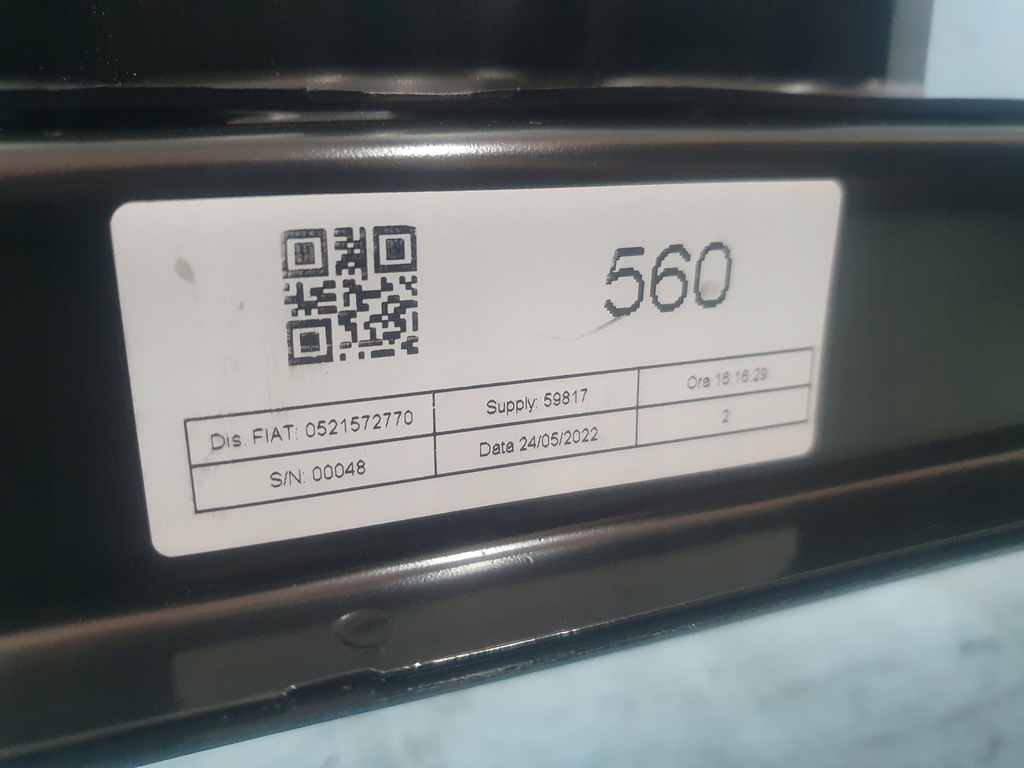 560
Dis. FIAT: 0521572770 Supply: 59817 Ora 16:16:29
S/N: 00048 Data 24/05/2022 2